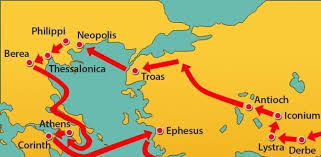 Philippi
Neopolis
Berea
Thessalonica
Troas
Antioch
Iconium
Athens
Ephesus
Corinth
Lystra
Derbe